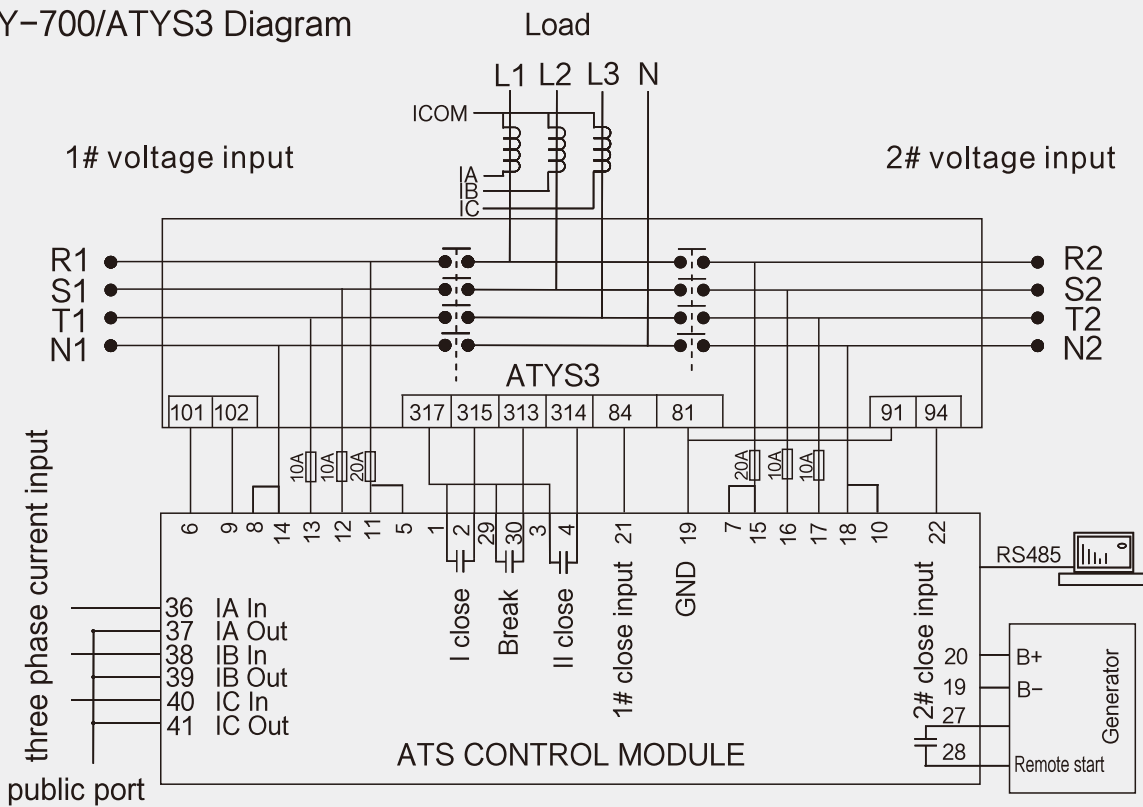 Y-700/ATYS3 Diagram
Load
L1 L2 L3 N
ICOM
1# voltage input
2# voltage input
IA
IB
IC
R1
S1
T1
N1
R2
S2
T2
N2
ATYS3
101 102
317 315 313 314 84 81
91 94
10A 10A 20A
20A 10A 10A
6 9 8 14 13 12 11 5 1 2 29 30 3 4 21 19 7 15 16 17 18 10 22
RS485
three phase current input
public port
36 IA In
37 IA Out
38 IB In
39 IB Out
40 IC In
41 IC Out
I close
Break
II close
1# close input
GND
2# close input
20
19
27
28
B+
B-
Generator
Remote start
ATS CONTROL MODULE